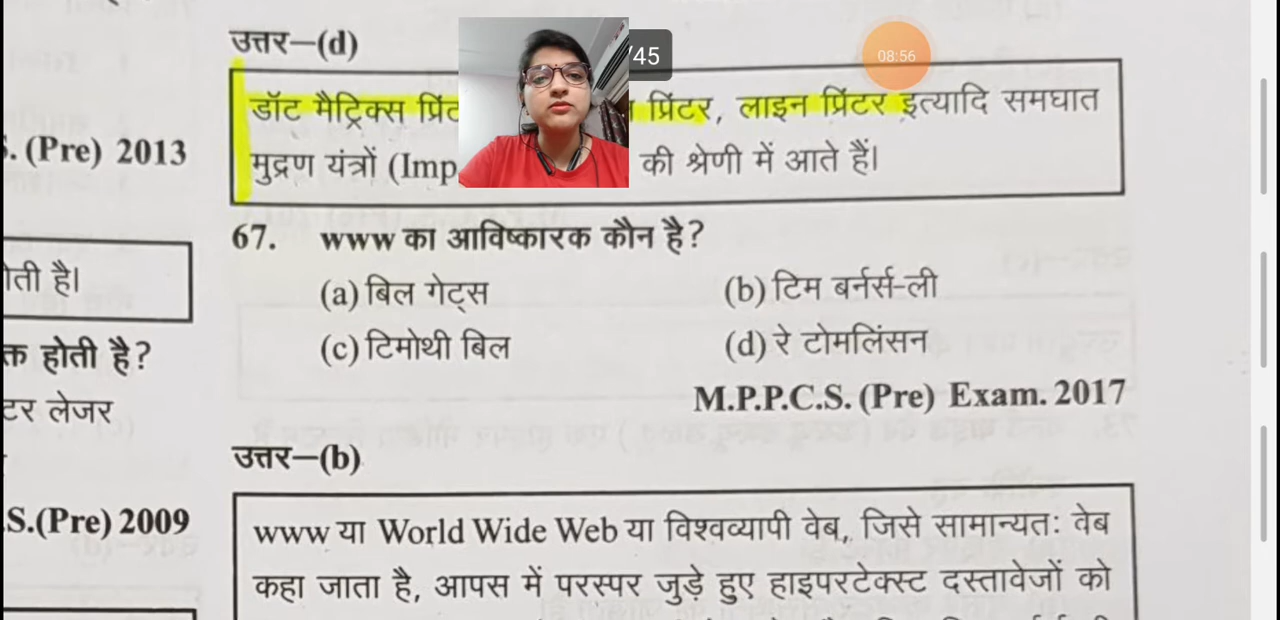 उत्तर–(d)
/45
08:56
डॉट मैट्रिक्स प्रिंट प्रिंटर, लाइन प्रिंटर इत्यादि समघात
मुद्रण यंत्रों (Imp की श्रेणी में आते हैं।
(Pre) 2013
67. www का आविष्कारक कौन है?
(a) बिल गेट्स (b) टिम बर्नर्स-ली
(c) टिमोथी बिल (d) रे टोमलिंसन
M.P.P.C.S. (Pre) Exam. 2017
उत्तर–(b)
www या World Wide Web या विश्वव्यापी वेब, जिसे सामान्यतः वेब
कहा जाता है, आपस में परस्पर जुड़े हुए हाइपरटेक्स्ट दस्तावेजों को
ती है।
होती है?
टर लेजर
.S.(Pre) 2009